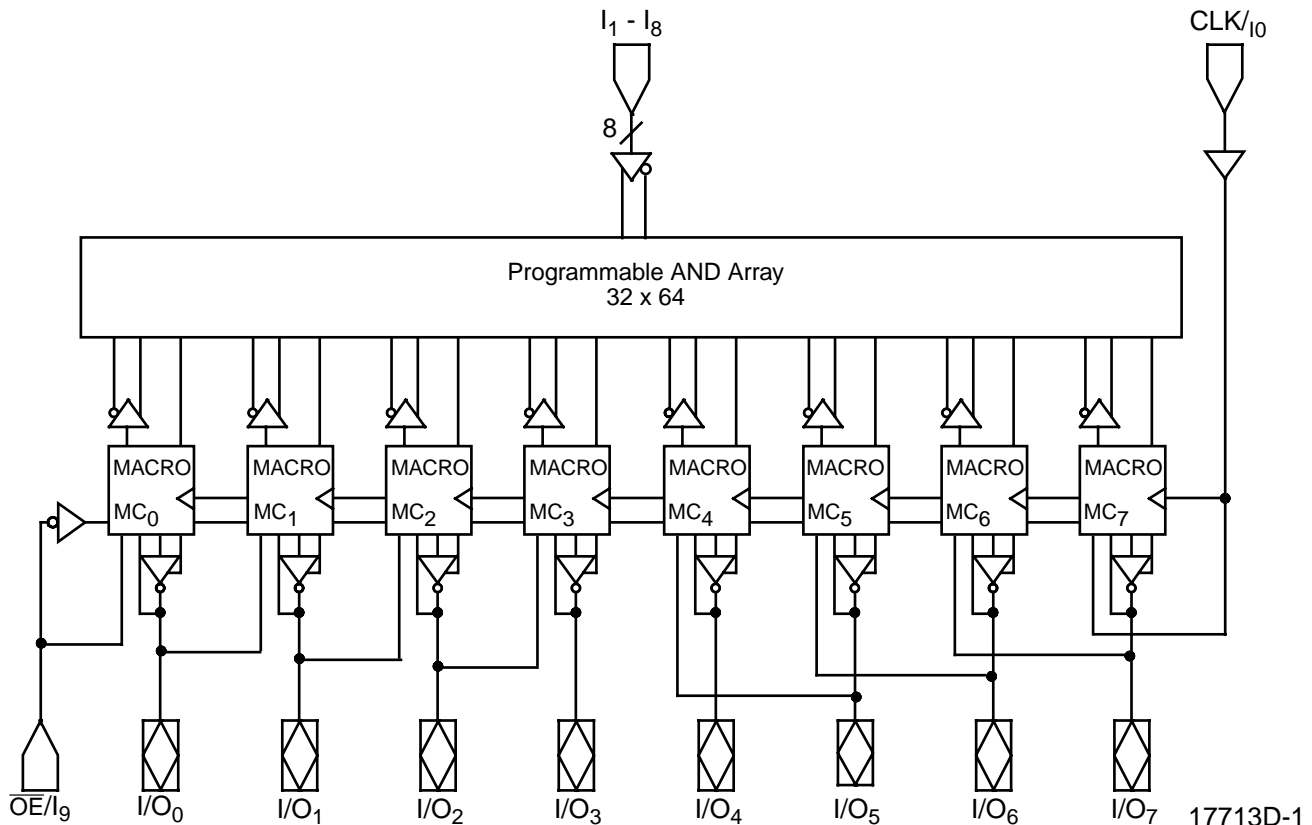 I₁ - I₈
CLK/I0
8
Programmable AND Array
32 x 64
MACRO MACRO MACRO MACRO MACRO MACRO MACRO MACRO
MC₀ MC₁ MC₂ MC₃ MC₄ MC₅ MC₆ MC₇
O̅E̅/I₉ I/O₀ I/O₁ I/O₂ I/O₃ I/O₄ I/O₅ I/O₆ I/O₇
17713D-1